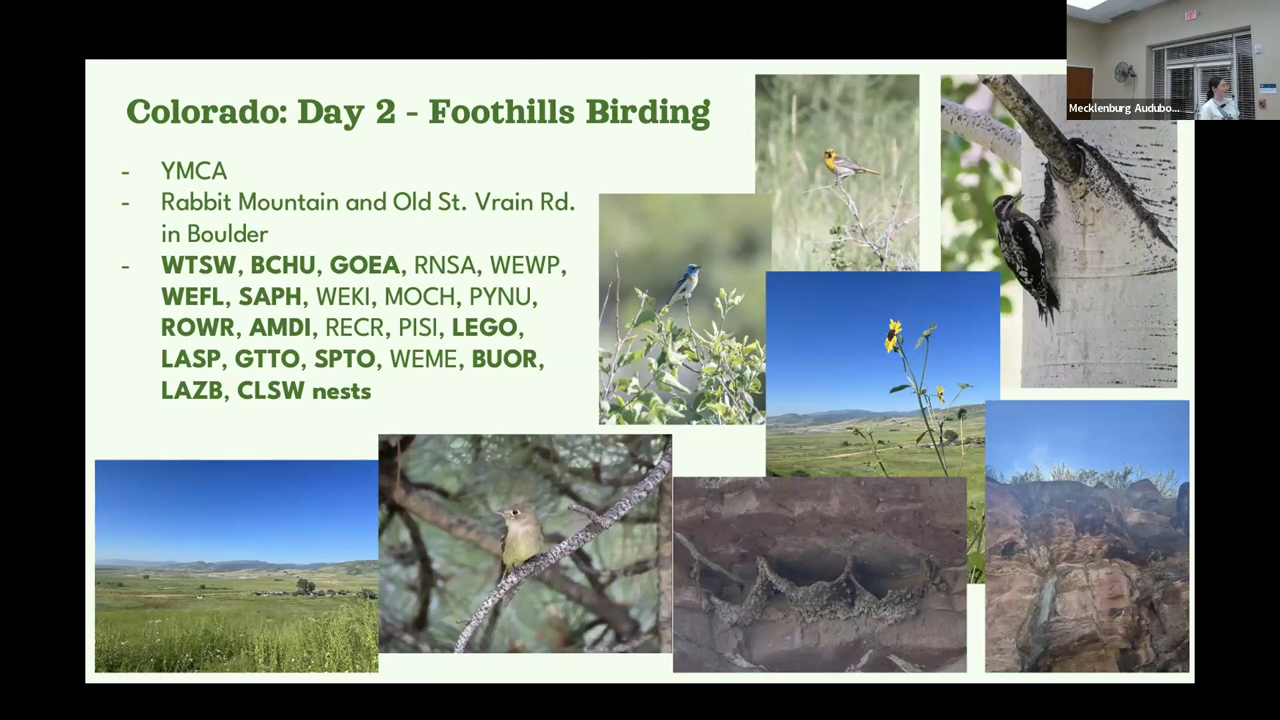 Colorado: Day 2 - Foothills Birding
- YMCA
- Rabbit Mountain and Old St. Vrain Rd.
in Boulder
- WTSW, BCHU, GOEA, RNSA, WEWP,
WEFL, SAPH, WEKI, MOCH, PYNU,
ROWR, AMDI, RECR, PISI, LEGO,
LASP, GTTO, SPTO, WEME, BUOR,
LAZB, CLSW nests
Mecklenburg Audubo...